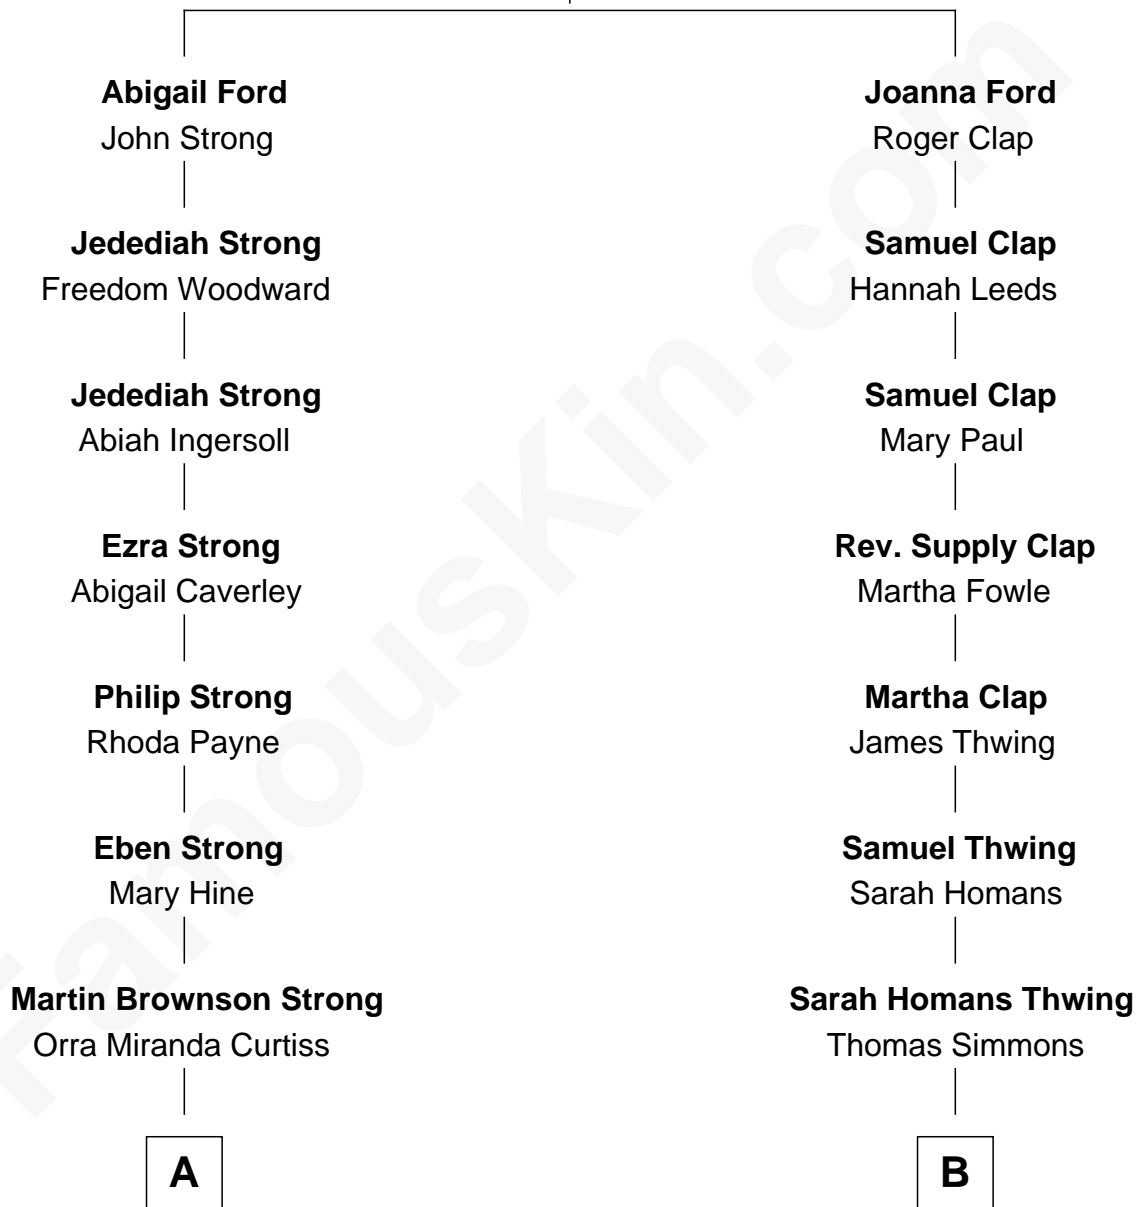 Abigail Ford
John Strong
Jedediah Strong
Freedom Woodward
Jedediah Strong
Abiah Ingersoll
Ezra Strong
Abigail Caverley
Philip Strong
Rhoda Payne
Eben Strong
Mary Hine
Martin Brownson Strong
Orra Miranda Curtiss
A
Joanna Ford
Roger Clap
Samuel Clap
Hannah Leeds
Samuel Clap
Mary Paul
Rev. Supply Clap
Martha Fowle
Martha Clap
James Thwing
Samuel Thwing
Sarah Homans
Sarah Homans Thwing
Thomas Simmons
B
FamousKin.com